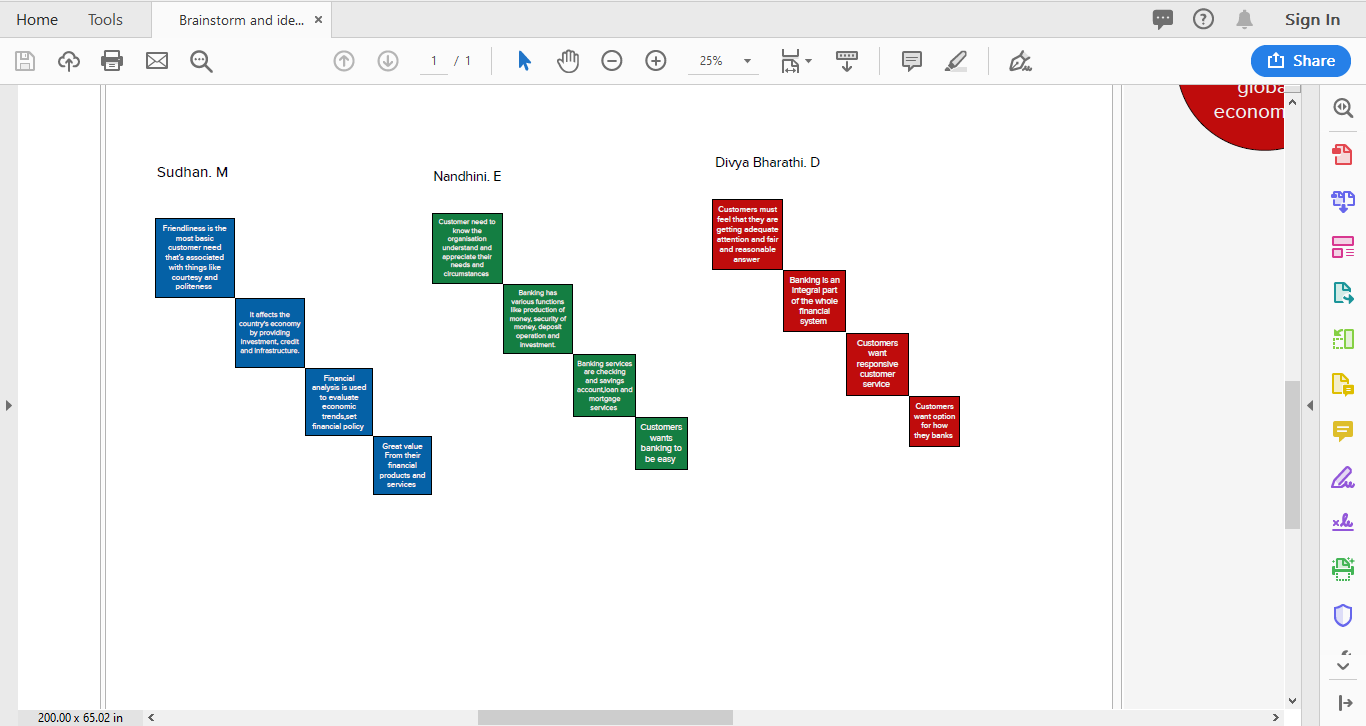 Home
Tools
Brainstorm and ide...
Sign In
1 / 1
25%
Share
globa
econom
Sudhan. M
Nandhini. E
Divya Bharathi. D
Friendliness is the
most basic
customer need
that's associated
with things like
courtesy and
politeness
It affects the
country's economy
by providing
investment, credit
and infrastructure.
Financial
analysis is used
to evaluate
economic
trends,set
financial policy
Great value
From their
financial
products and
services
Customer need to
know the
organisation
understand and
appreciate their
needs and
circumstances
Banking has
various functions
like production of
money, security of
money, deposit
operation and
investment.
Banking services
are checking
and savings
account,loan and
mortgage
services
Customers
wants
banking to
be easy
Customers must
feel that they are
getting adequate
attention and fair
and reasonable
answer
Banking is an
integral part
of the whole
financial
system
Customers
want
responsive
customer
service
Customers
want option
for how
they banks
200.00 x 65.02 in